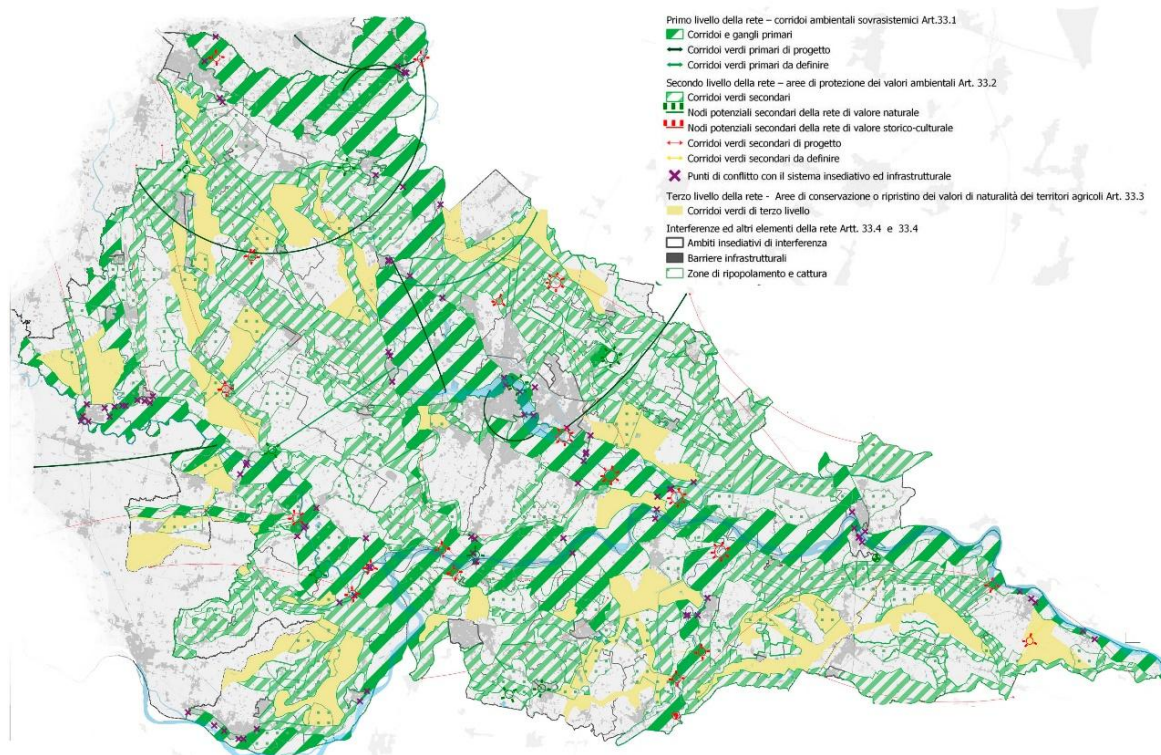 Primo livello della rete – corridoi ambientali sovrasistemici Art.33.1
Corridoi e gangli primari
Corridoi verdi primari di progetto
Corridoi verdi primari da definire
Secondo livello della rete – aree di protezione dei valori ambientali Art. 33.2
Corridoi verdi secondari
Nodi potenziali secondari della rete di valore naturale
Nodi potenziali secondari della rete di valore storico-culturale
Corridoi verdi secondari di progetto
Corridoi verdi secondari da definire
Punti di conflitto con il sistema insediativo ed infrastrutturale
Terzo livello della rete - Aree di conservazione o ripristino dei valori di naturalità dei territori agricoli Art. 33.3
Corridoi verdi di terzo livello
Interferenze ed altri elementi della rete Artt. 33.4 e 33.4
Ambiti insediativi di interferenza
Barriere infrastrutturali
Zone di ripopolamento e cattura